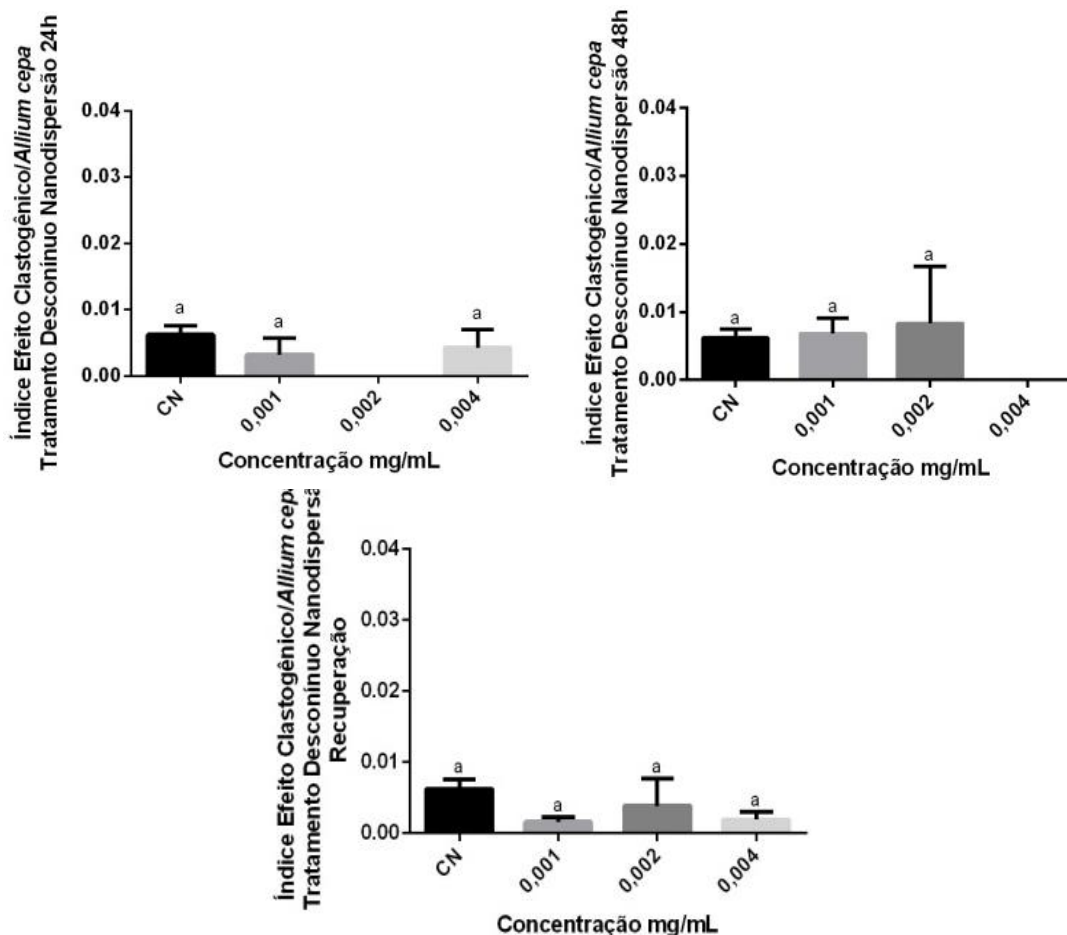 Índice Efeito Clastogênico/Allium cepa
Tratamento Desconínuo Nanodispersão 24h
0.04
0.03
0.02
0.01
0.00
a
a
a
CN
0,001
0,002
0,004
Concentração mg/mL
Índice Efeito Clastogênico/Allium cepa
Tratamento Desconínuo Nanodispersão 48h
0.04
0.03
0.02
0.01
0.00
a
a
a
CN
0,001
0,002
0,004
Concentração mg/mL
Índice Efeito Clastogênico/Allium cepa
Tratamento Desconínuo Nanodispersã
Recuperação
0.04
0.03
0.02
0.01
0.00
a
a
a
a
CN
0,001
0,002
0,004
Concentração mg/mL